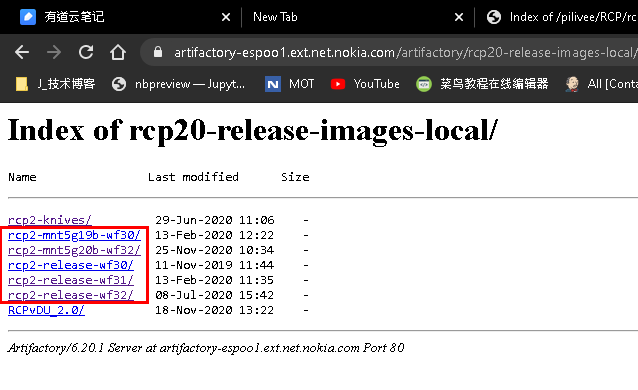 有道云笔记
New Tab
Index of /pilivee/RCP/rc
artifactory-espoo1.ext.net.nokia.com/artifactory/rcp20-release-images-local/
J_技术博客
nbpreview — Jupyt...
MOT
YouTube
菜鸟教程在线编辑器
All [Conta
Index of rcp20-release-images-local/
Name Last modified Size
rcp2-knives/ 29-Jun-2020 11:06 -
rcp2-mnt5g19b-wf30/ 13-Feb-2020 12:22 -
rcp2-mnt5g20b-wf32/ 25-Nov-2020 10:34 -
rcp2-release-wf30/ 11-Nov-2019 11:44 -
rcp2-release-wf31/ 13-Feb-2020 11:35 -
rcp2-release-wf32/ 08-Jul-2020 15:42 -
RCPvDU_2.0/ 18-Nov-2020 13:22 -
Artifactory/6.20.1 Server at artifactory-espoo1.ext.net.nokia.com Port 80